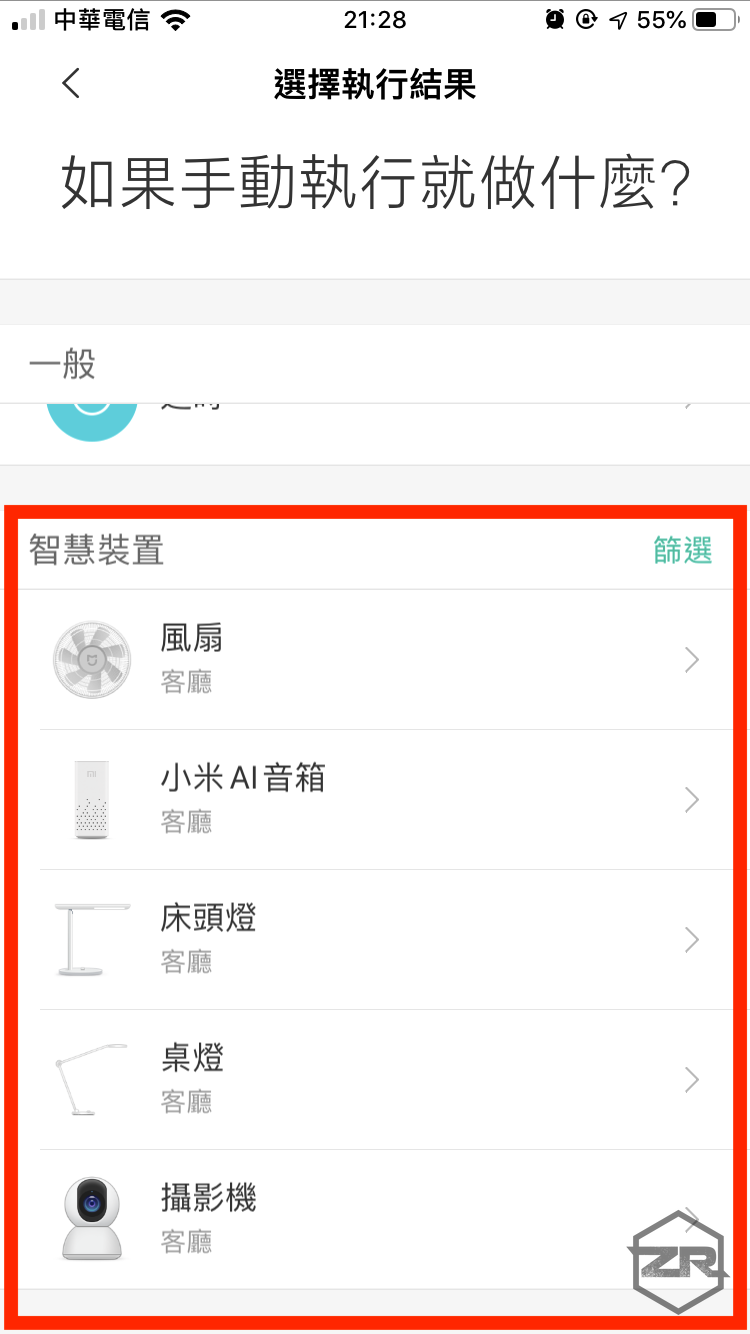 中華電信 21:28 55%
選擇執行結果
如果手動執行就做什麼?
一般
智慧裝置 篩選
風扇
客廳
小米AI音箱
客廳
床頭燈
客廳
桌燈
客廳
攝影機
客廳
ZR